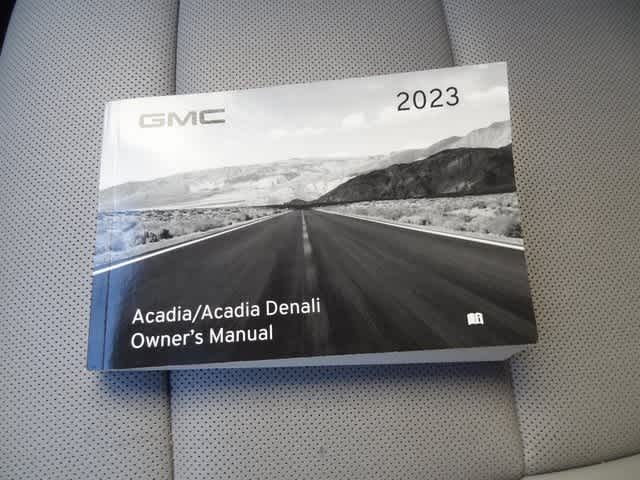 GMC
2023
Acadia/Acadia Denali
Owner's Manual